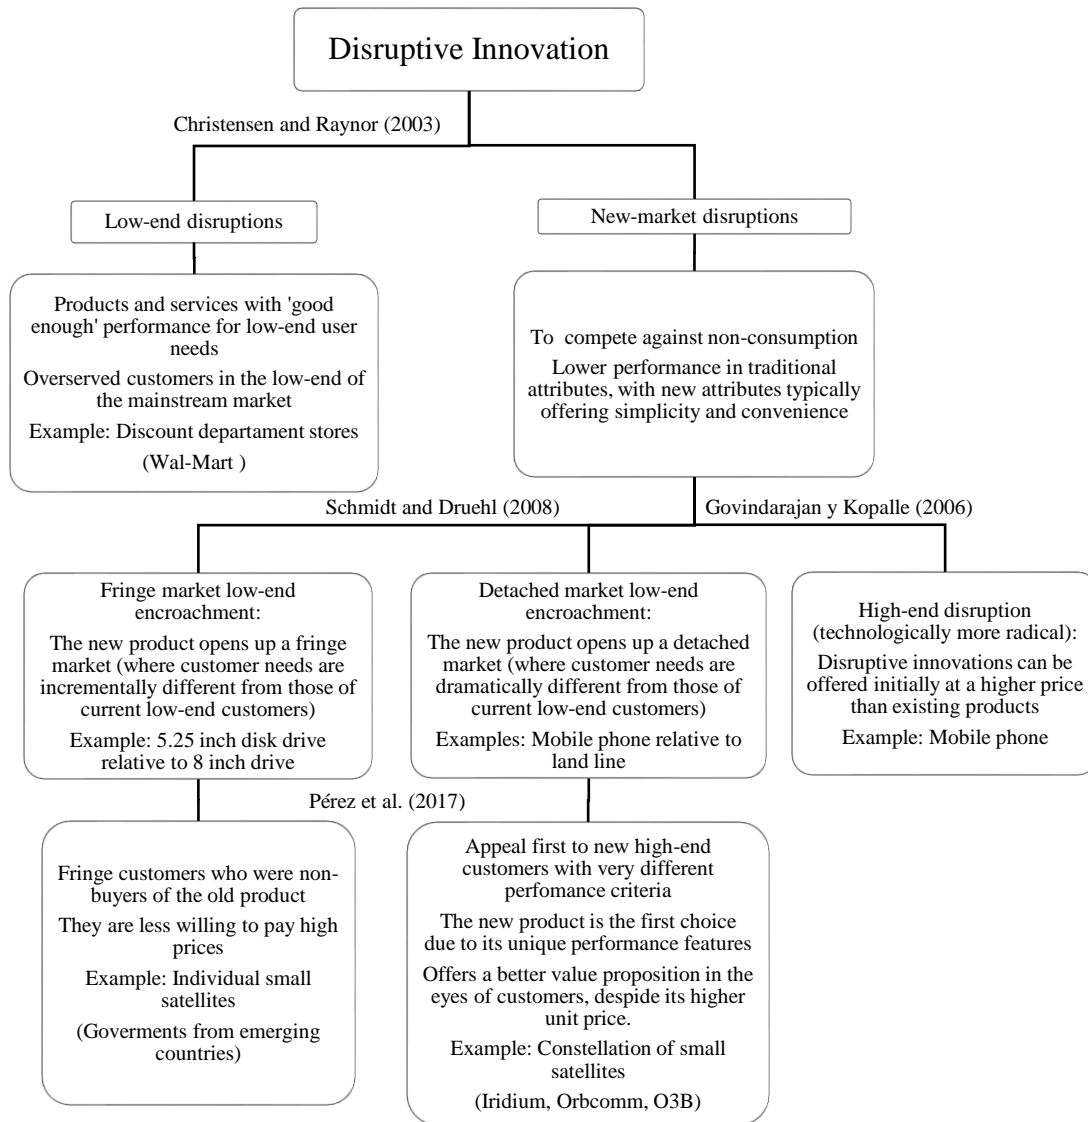 Disruptive Innovation
Christensen and Raynor (2003)
Low-end disruptions
New-market disruptions
Products and services with 'good
enough' performance for low-end user
needs
Overserved customers in the low-end of
the mainstream market
Example: Discount departament stores
(Wal-Mart )
To  compete against non-consumption
Lower performance in traditional
attributes, with new attributes typically
offering simplicity and convenience
Schmidt and Druehl (2008)
Govindarajan y Kopalle (2006)
Fringe market low-end
encroachment:
The new product opens up a fringe
market (where customer needs are
incrementally different from those of
current low-end customers)
Example: 5.25 inch disk drive
relative to 8 inch drive
Detached market low-end
encroachment:
The new product opens up a detached
market (where customer needs are
dramatically different from those of
current low-end customers)
Examples: Mobile phone relative to
land line
High-end disruption
(technologically more radical):
Disruptive innovations can be
offered initially at a higher price
than existing products
Example: Mobile phone
Pérez et al. (2017)
Fringe customers who were non-
buyers of the old product
They are less willing to pay high
prices
Example: Individual small
satellites
(Goverments from emerging
countries)
Appeal first to new high-end
customers with very different
perfomance criteria
The new product is the first choice
due to its unique performance features
Offers a better value proposition in the
eyes of customers, despite its higher
unit price.
Example: Constellation of small
satellites
(Iridium, Orbcomm, O3B)